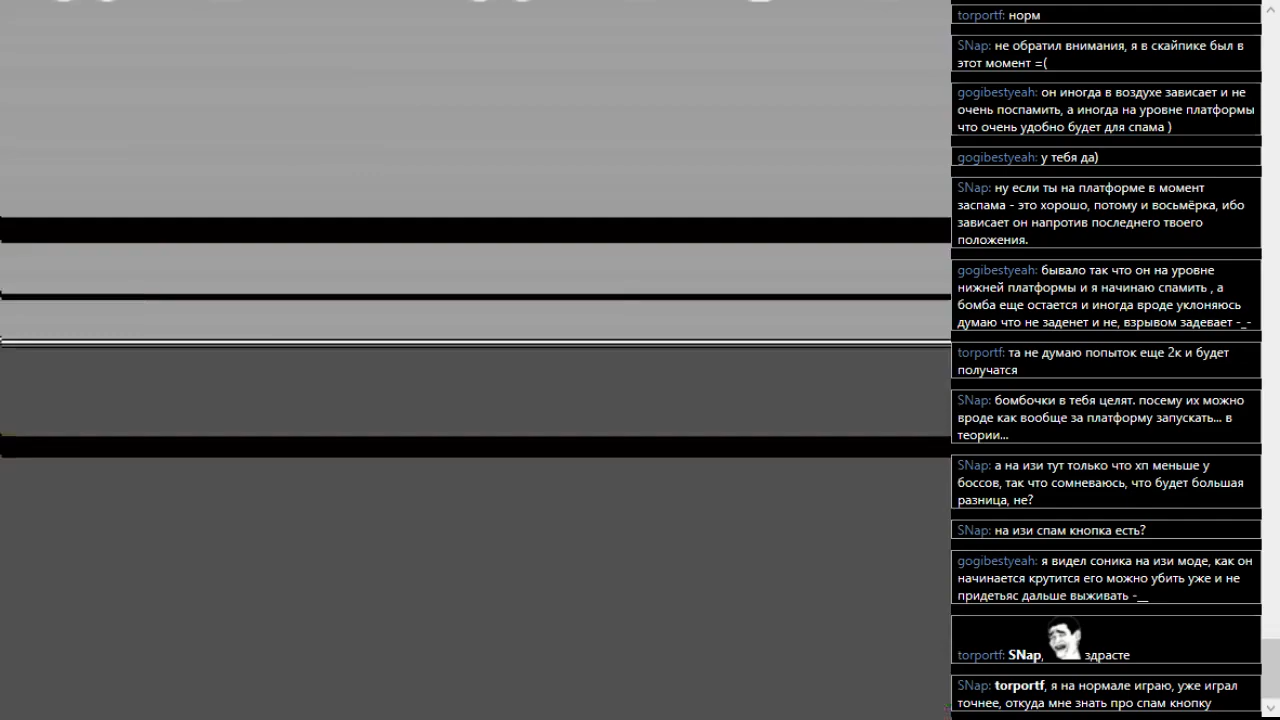 torportf: норм
SNap: не обратил внимания, я в скайпике был в
этот момент =(
gogibestyeah: он иногда в воздухе зависает и не
очень поспамить, а иногда на уровне платформы
что очень удобно будет для спама )
gogibestyeah: у тебя да)
SNap: ну если ты на платформе в момент
заспама - это хорошо, потому и восьмёрка, ибо
зависает он напротив последнего твоего
положения.
gogibestyeah: бывало так что он на уровне
нижней платформы и я начинаю спамить , а
бомба еще остается и иногда вроде уклоняюсь
думаю что не заденет и не, взрывом задевает -_-
torportf: та не думаю попыток еще 2к и будет
получатся
SNap: бомбочки в тебя целят. посему их можно
вроде как вообще за платформу запускать... в
теории...
SNap: а на изи тут только что хп меньше у
боссов, так что сомневаюсь, что будет большая
разница, не?
SNap: на изи спам кнопка есть?
gogibestyeah: я видел соника на изи моде, как он
начинается крутится его можно убить уже и не
придетьяс дальше выживать -__
torportf: SNap, здрасте
SNap: torportf, я на нормале играю, уже играл
точнее, откуда мне знать про спам кнопку